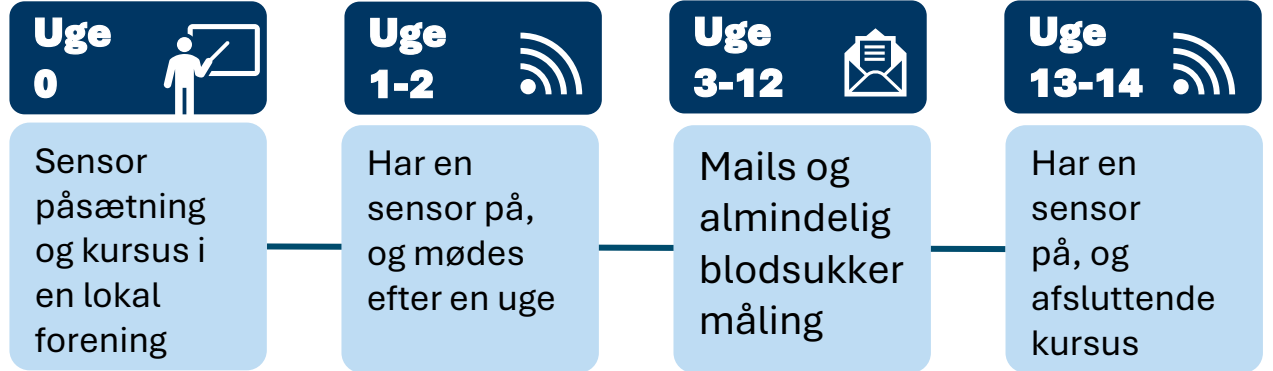 Uge
0
Sensor
påsætning
og kursus i
en lokal
forening
Uge
1-2
Har en
sensor på,
og mødes
efter en uge
Uge
3-12
Mails og
almindelig
blodsukker
måling
Uge
13-14
Har en
sensor
på, og
afsluttende
kursus